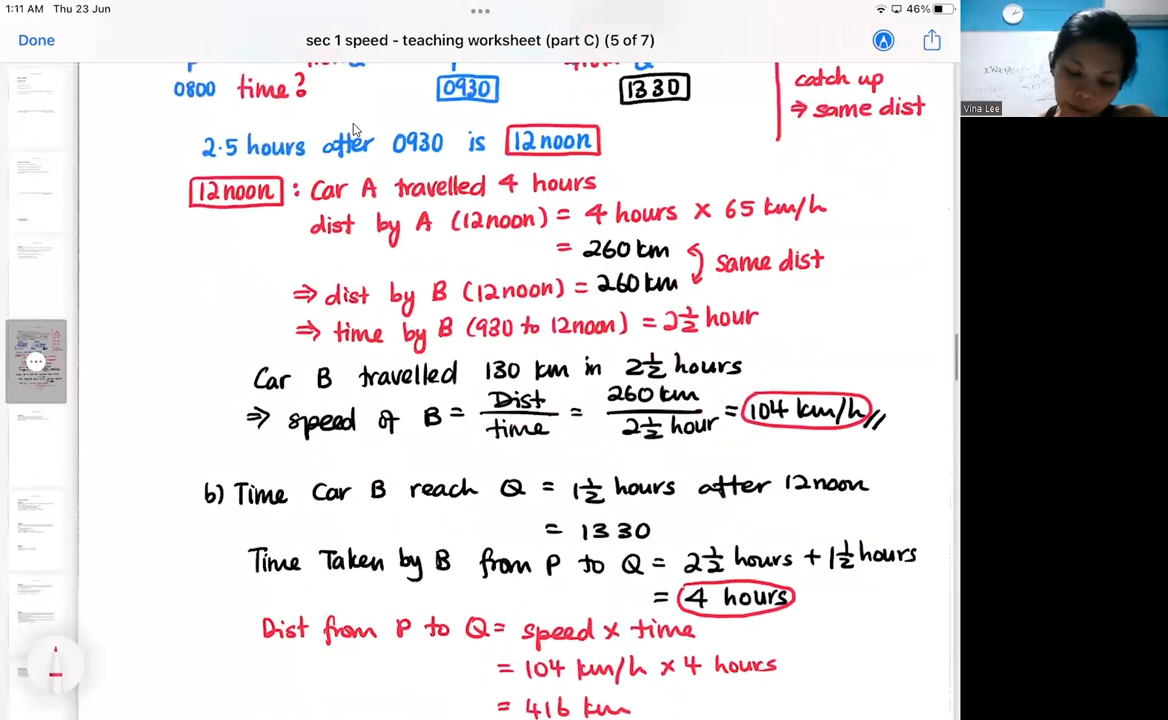 1:11 AM Thu 23 Jun
46%
Done
sec 1 speed - teaching worksheet (part C) (5 of 7)
0800 time?
0930
1330
catch up
⇒ same dist
2.5 hours after 0930 is 12noon
12noon : Car A travelled 4 hours
dist by A (12noon) = 4 hours × 65 km/h
= 260 km
same dist
⇒ dist by B (12noon) = 260 km
⇒ time by B (930 to 12noon) = 2½ hour
Car B travelled 130 km in 2½ hours
⇒ speed of B = Dist/time = 260 km/2½ hour = 104 km/h //
b) Time Car B reach Q = 1½ hours after 12noon
= 1330
Time Taken by B from P to Q = 2½ hours + 1½ hours
= 4 hours
Dist from P to Q = speed × time
= 104 km/h × 4 hours
= 416 km
Vina Lee